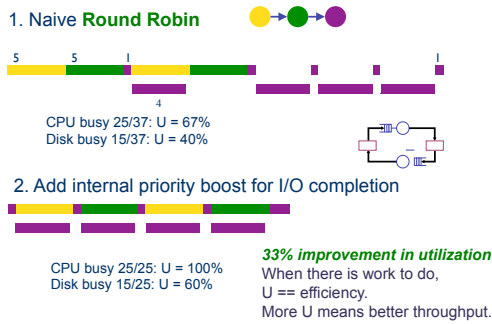 1. Naive Round Robin
5 5 1 1
4
CPU busy 25/37: U = 67%
Disk busy 15/37: U = 40%
2. Add internal priority boost for I/O completion
CPU busy 25/25: U = 100%
Disk busy 15/25: U = 60%
33% improvement in utilization
When there is work to do,
U == efficiency.
More U means better throughput.